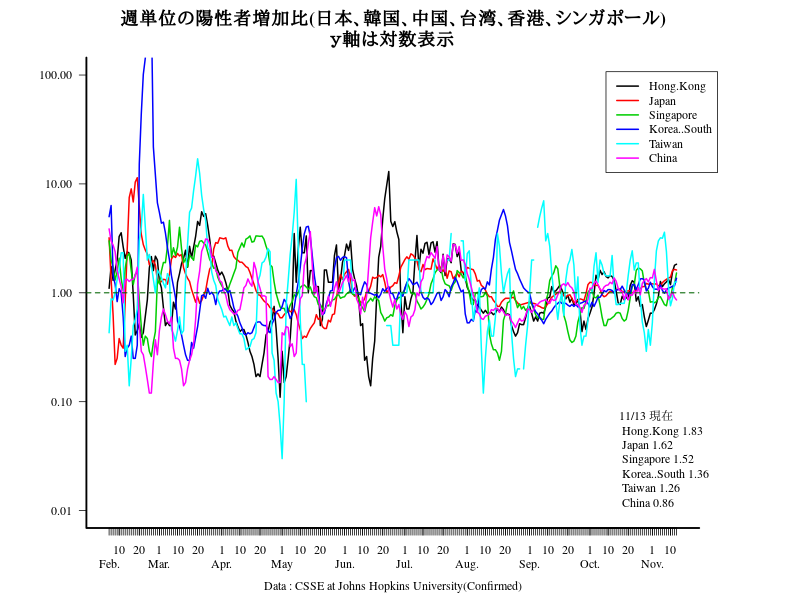 週単位の陽性者増加比(日本、韓国、中国、台湾、香港、シンガポール)
y軸は対数表示
100.00
10.00
1.00
0.10
0.01
Hong.Kong
Japan
Singapore
Korea..South
Taiwan
China
11/13 現在
Hong.Kong 1.83
Japan 1.62
Singapore 1.52
Korea..South 1.36
Taiwan 1.26
China 0.86
10 20 1 10 20 1 10 20 1 10 20 1 10 20 1 10 20 1 10 20 1 10 20 1 10 20 1 10
Feb. Mar. Apr. May Jun. Jul. Aug. Sep. Oct. Nov.
Data : CSSE at Johns Hopkins University(Confirmed)